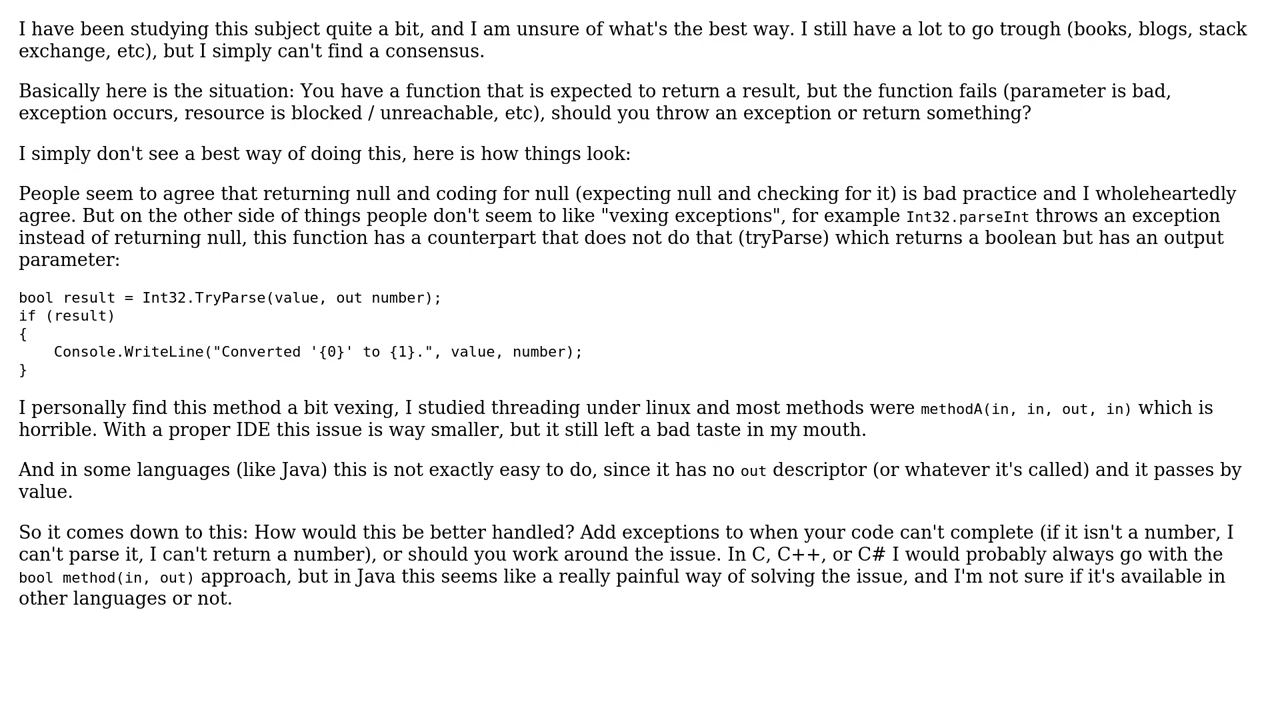 I have been studying this subject quite a bit, and I am unsure of what's the best way. I still have a lot to go trough (books, blogs, stack
exchange, etc), but I simply can't find a consensus.
Basically here is the situation: You have a function that is expected to return a result, but the function fails (parameter is bad,
exception occurs, resource is blocked / unreachable, etc), should you throw an exception or return something?
I simply don't see a best way of doing this, here is how things look:
People seem to agree that returning null and coding for null (expecting null and checking for it) is bad practice and I wholeheartedly
agree. But on the other side of things people don't seem to like "vexing exceptions", for example Int32.parseInt throws an exception
instead of returning null, this function has a counterpart that does not do that (tryParse) which returns a boolean but has an output
parameter:
bool result = Int32.TryParse(value, out number);
if (result)
{
    Console.WriteLine("Converted '{0}' to {1}.", value, number);
}
I personally find this method a bit vexing, I studied threading under linux and most methods were methodA(in, in, out, in) which is
horrible. With a proper IDE this issue is way smaller, but it still left a bad taste in my mouth.
And in some languages (like Java) this is not exactly easy to do, since it has no out descriptor (or whatever it's called) and it passes by
value.
So it comes down to this: How would this be better handled? Add exceptions to when your code can't complete (if it isn't a number, I
can't parse it, I can't return a number), or should you work around the issue. In C, C++, or C# I would probably always go with the
bool method(in, out) approach, but in Java this seems like a really painful way of solving the issue, and I'm not sure if it's available in
other languages or not.